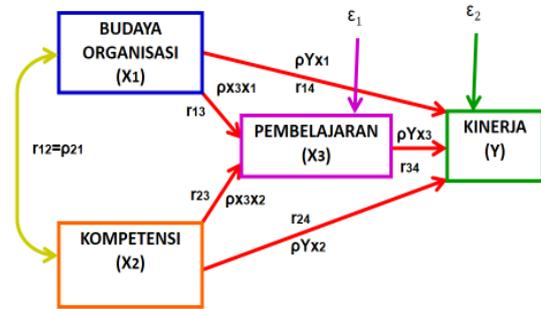 ε1
ε2
BUDAYA
ORGANISASI
(X1)
ρYx1
r14
ρx3x1
r13
PEMBELAJARAN
(X3)
ρYx3
r34
KINERJA
(Y)
r12=ρ21
r23
ρx3x2
r24
ρYx2
KOMPETENSI
(X2)